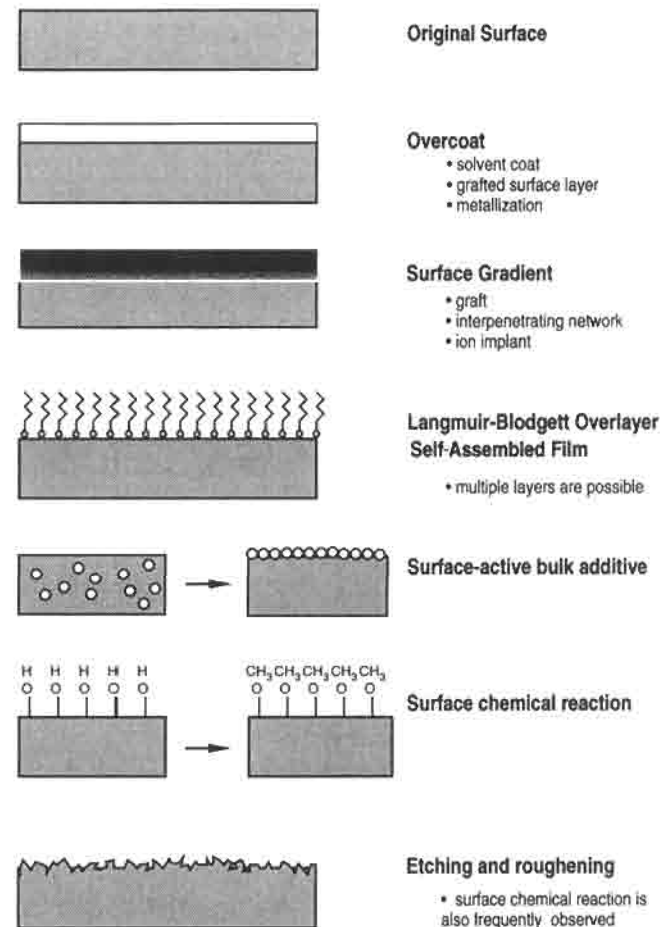 Original Surface
Overcoat
• solvent coat
• grafted surface layer
• metallization
Surface Gradient
• graft
• interpenetrating network
• ion implant
Langmuir-Blodgett Overlayer
Self-Assembled Film
• multiple layers are possible
Surface-active bulk additive
H H H H H
O O O O O
CH₃ CH₃ CH₃ CH₃ CH₃
O O O O O
Surface chemical reaction
Etching and roughening
• surface chemical reaction is
also frequently observed